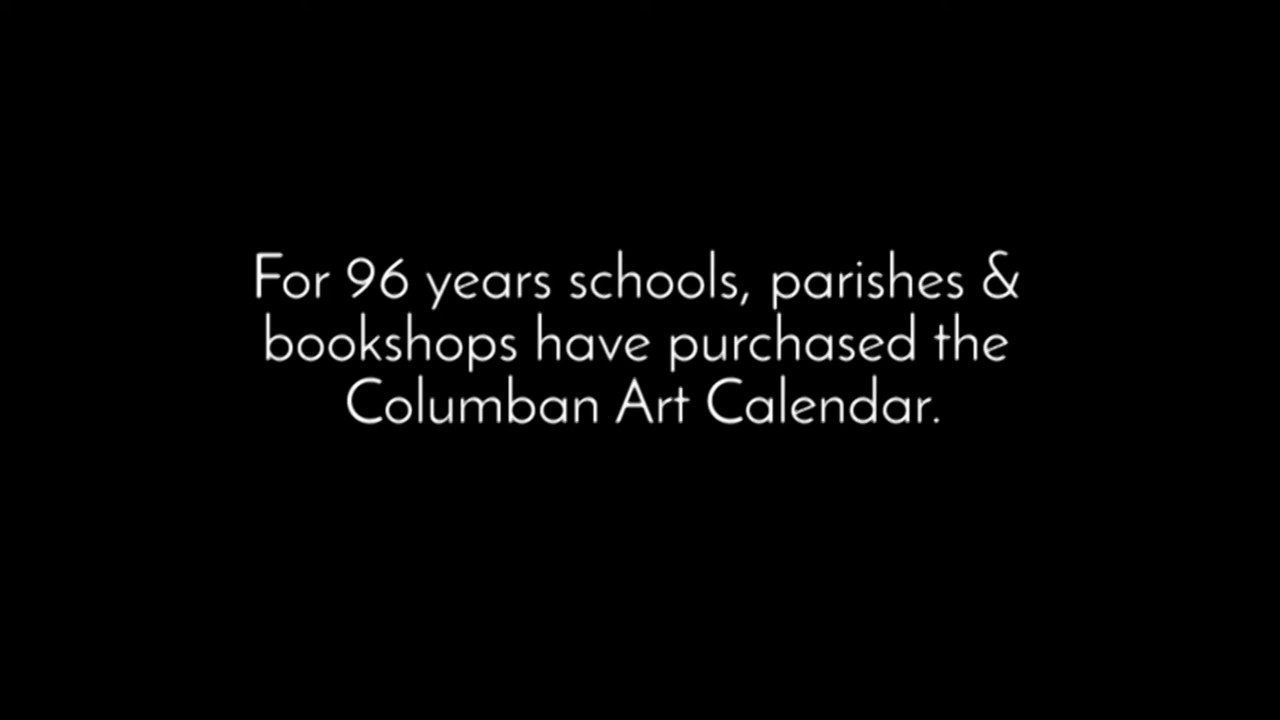 For 96 years schools, parishes &
bookshops have purchased the
Columban Art Calendar.